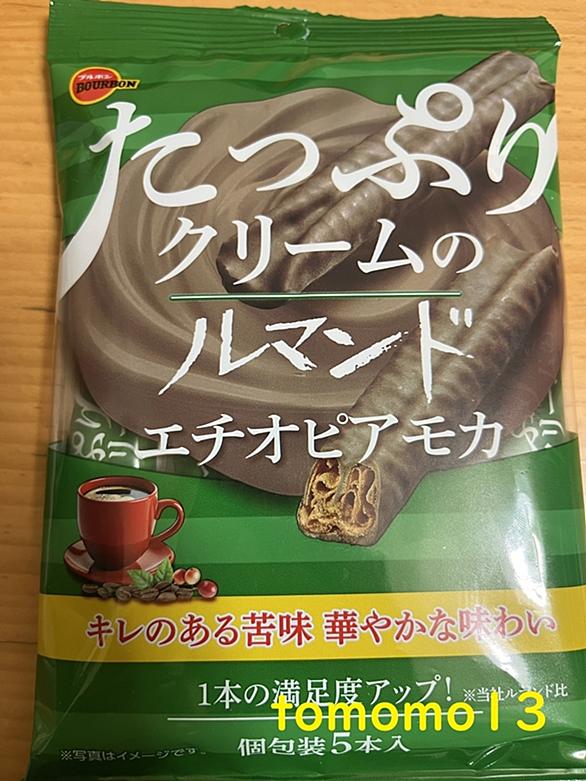 ブルボン
BOURBON
たっぷり
クリームの
ルマンド
エチオピアモカ
キレのある苦味 華やかな味わい
1本の満足度アップ! ※当社ルマンド比
tomomo13
※写真はイメージです。 個包装5本入